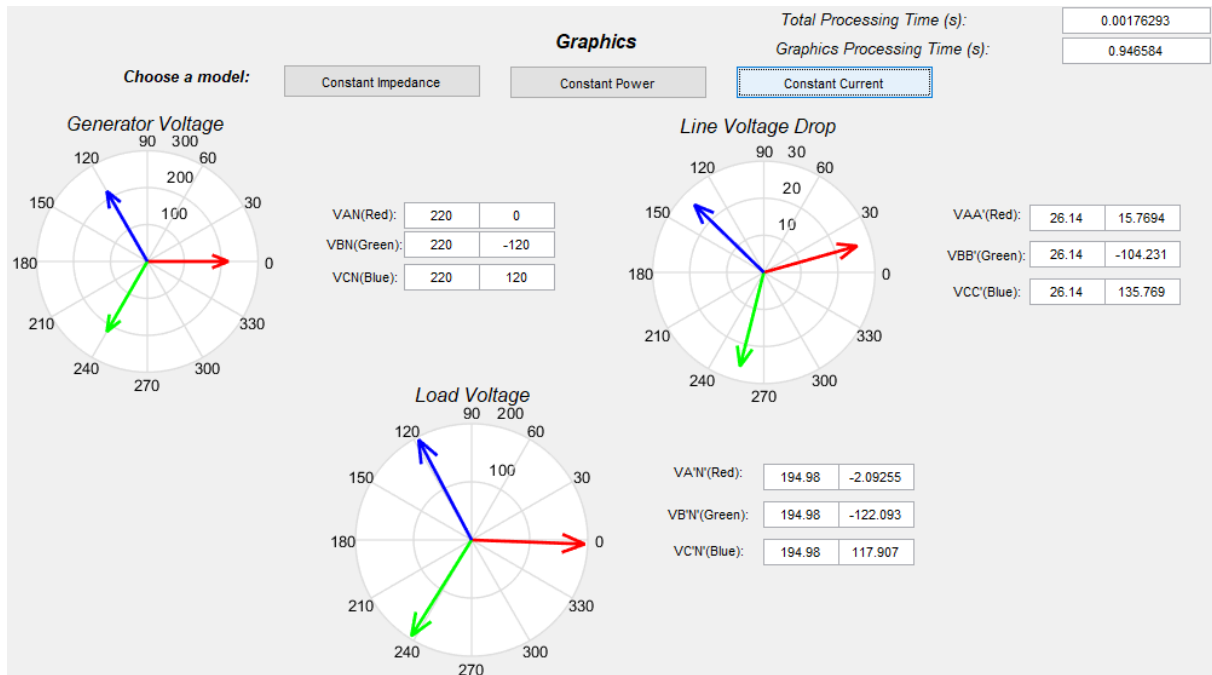 Total Processing Time (s): 0.00176293
Graphics
Graphics Processing Time (s): 0.946584
Choose a model: Constant Impedance Constant Power Constant Current
Generator Voltage
90 300
120 60
200
150 100 30
180 0
210 330
240 300
270
VAN(Red): 220 0
VBN(Green): 220 -120
VCN(Blue): 220 120
Line Voltage Drop
90 30
120 60
20
150 10 30
180 0
210 330
240 300
270
VAA'(Red): 26.14 15.7694
VBB'(Green): 26.14 -104.231
VCC'(Blue): 26.14 135.769
Load Voltage
90 200
120 60
150 100 30
180 0
210 330
240 300
270
VA'N'(Red): 194.98 -2.09255
VB'N'(Green): 194.98 -122.093
VC'N'(Blue): 194.98 117.907